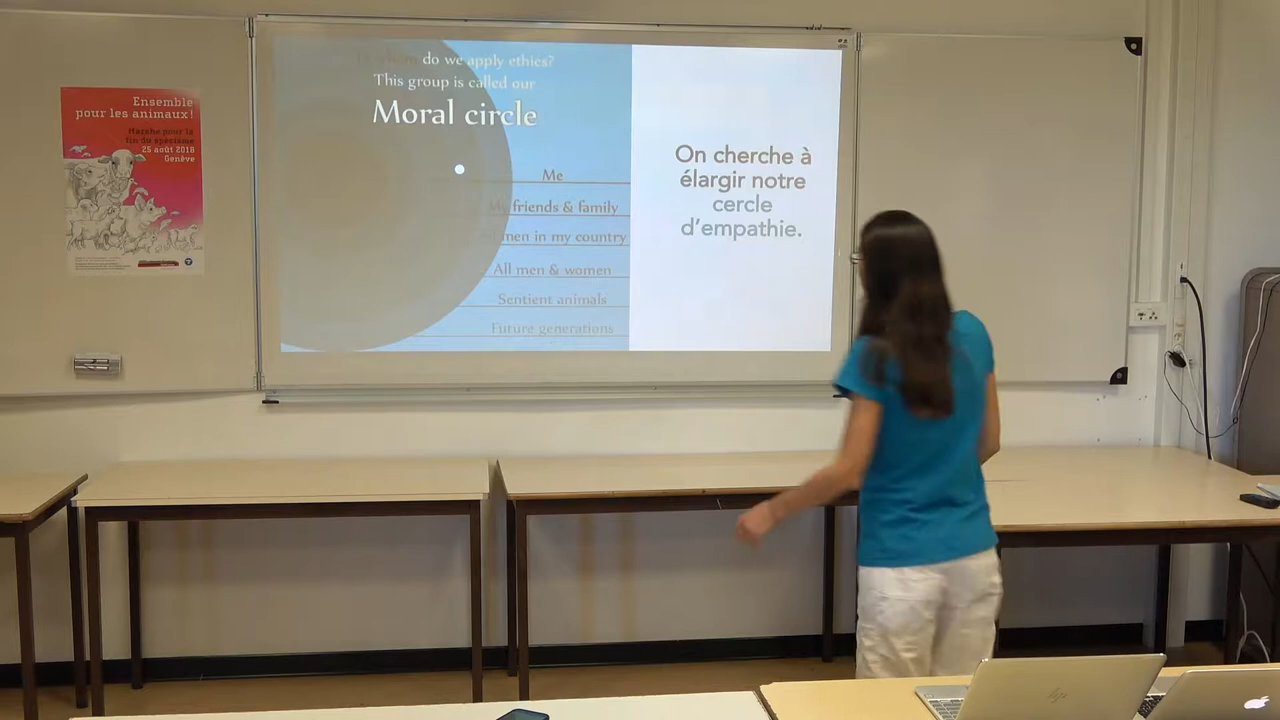 Ensemble
pour les animaux!
Marche pour la
fin du spécisme
25 août 2018
Genève
do we apply ethics?
This group is called our
Moral circle
Me
My friends & family
men in my country
All men & women
Sentient animals
Future generations
On cherche à
élargir notre
cercle
d'empathie.
hp